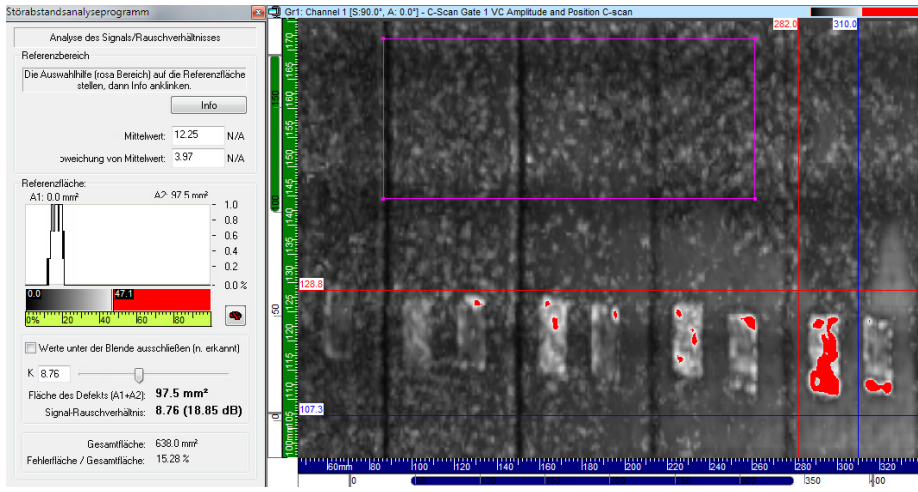 Störabstandsanalyseprogramm
Analyse des Signals/Rauschverhältnisses
Referenzbereich
Die Auswahlhilfe (rosa Bereich) auf die Referenzfläche
stellen, dann Info anklinken.
Info
Mittelwert: 12.25 N/A
oweichung von Mittelwert: 3.97 N/A
Referenzfläche:
A1: 0.0 mm² A2: 97.5 mm²
1.0
0.8
0.6
0.4
0.2
0.0 %
0.0 47.1
0% 20 40 60 80
Werte unter der Blende ausschließen (n. erkannt)
K 8.76
Fläche des Defekts (A1+A2): 97.5 mm²
Signal-Rauschverhältnis: 8.76 (18.85 dB)
Gesamtfläche: 638.0 mm²
Fehlerfläche / Gesamtfläche: 15.28 %
Gr1: Channel 1 [S:90.0°, A: 0.0°] - C-Scan Gate 1 VC Amplitude and Position C-scan
282.0 310.0
170
165
160
155
150
145
140
135
130
128.8
125
120
115
110
107.3
105
100mm
50
0
60mm 80 100 120 140 160 180 200 220 240 260 280 300 320
0 350 400